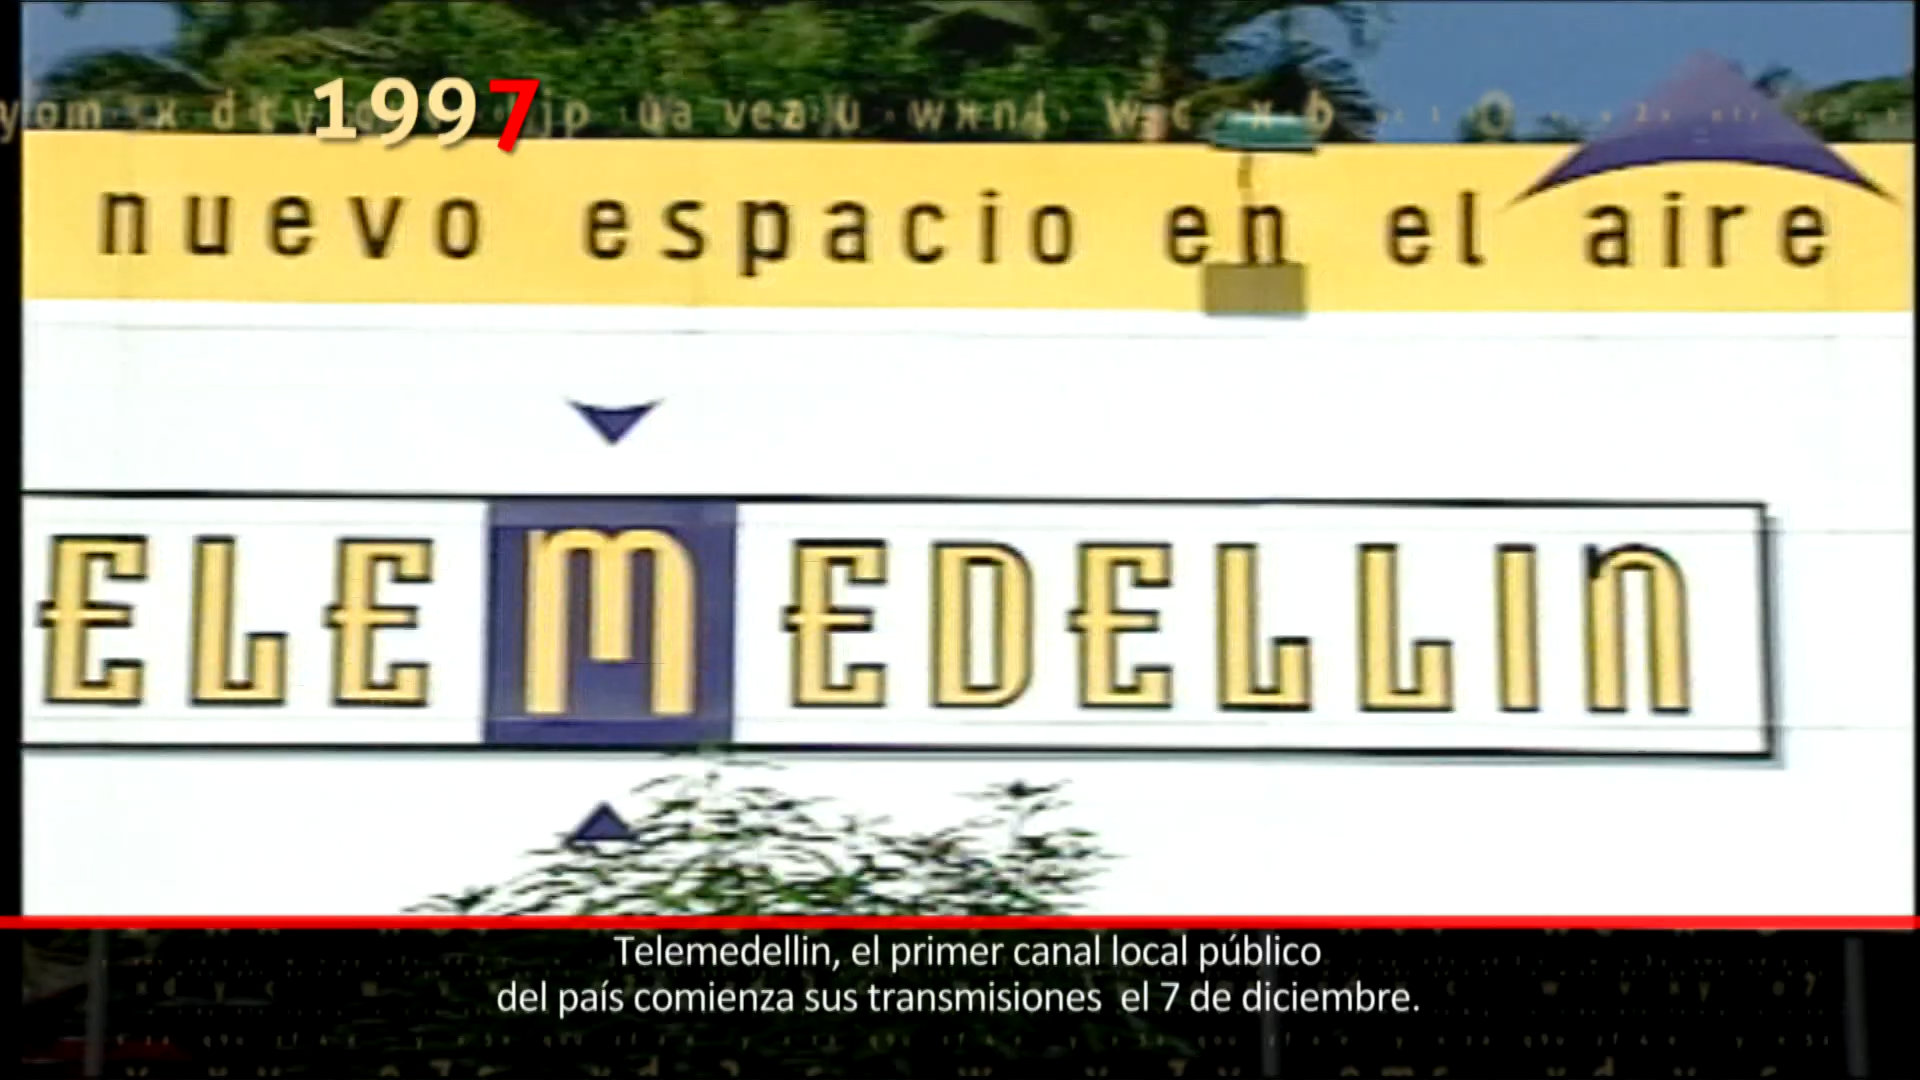 1997
nuevo espacio en el aire
ELEMEDELLIN
Telemedellin, el primer canal local público
del país comienza sus transmisiones el 7 de diciembre.